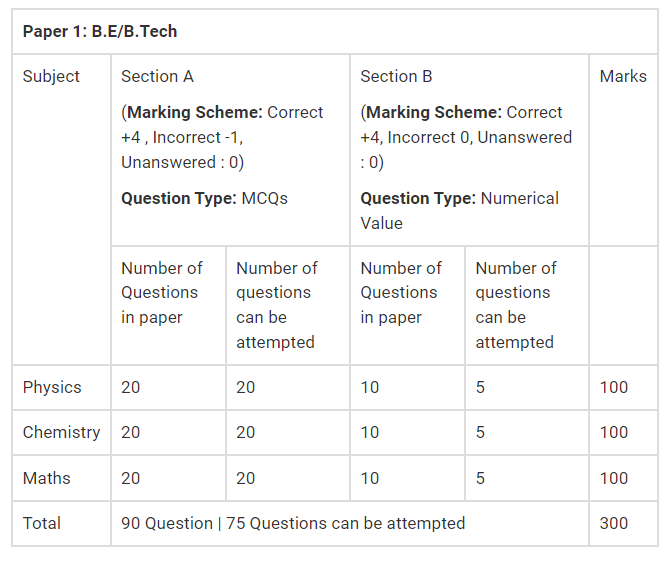 Paper 1: B.E/B.Tech
Subject
Section A
(Marking Scheme: Correct
+4 , Incorrect -1,
Unanswered : 0)
Question Type: MCQs
Section B
(Marking Scheme: Correct
+4, Incorrect 0, Unanswered
: 0)
Question Type: Numerical
Value
Marks
Number of
Questions
in paper
Number of
questions
can be
attempted
Number of
Questions
in paper
Number of
questions
can be
attempted
Physics 20 20 10 5 100
Chemistry 20 20 10 5 100
Maths 20 20 10 5 100
Total 90 Question | 75 Questions can be attempted 300